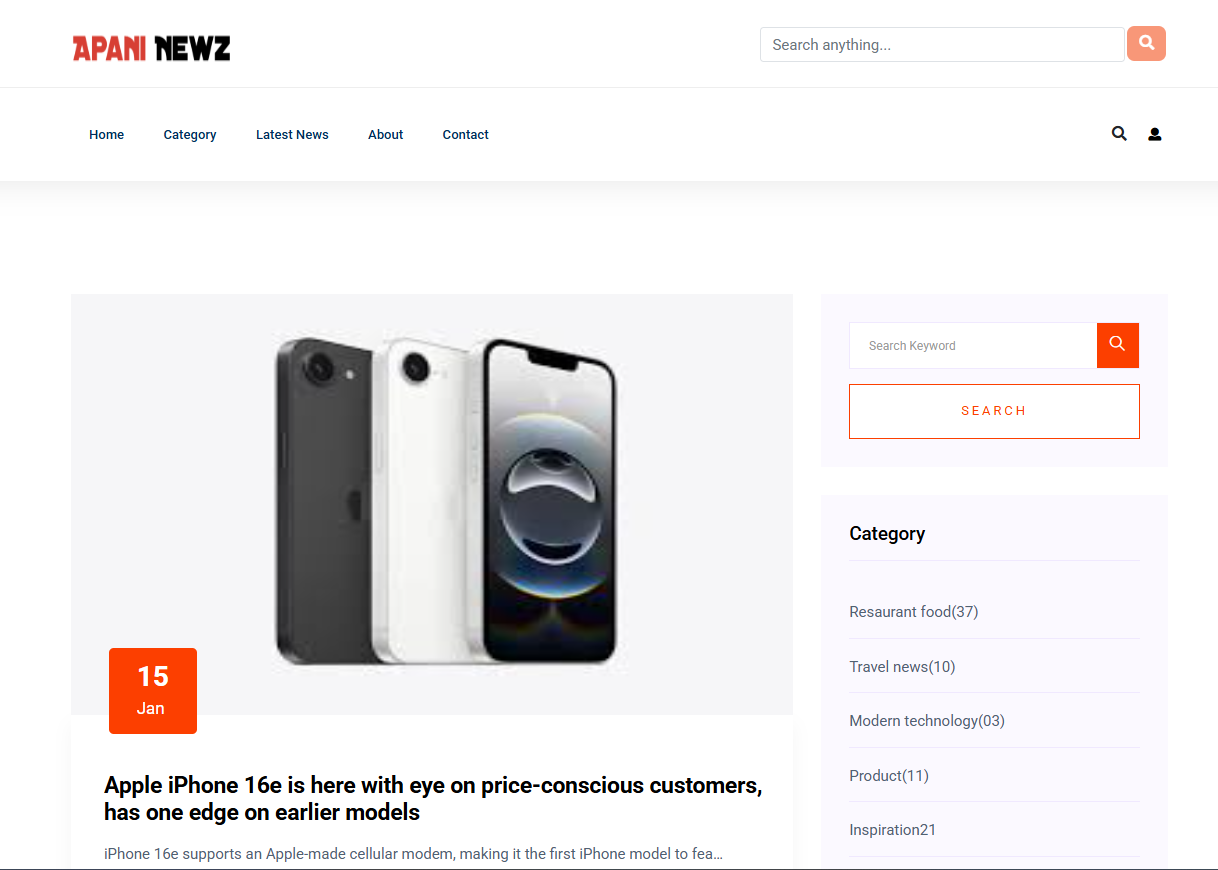 APANI NEWZ
Search anything...
Home Category Latest News About Contact
15
Jan
Apple iPhone 16e is here with eye on price-conscious customers,
has one edge on earlier models
iPhone 16e supports an Apple-made cellular modem, making it the first iPhone model to fea...
Search Keyword
SEARCH
Category
Resaurant food(37)
Travel news(10)
Modern technology(03)
Product(11)
Inspiration21